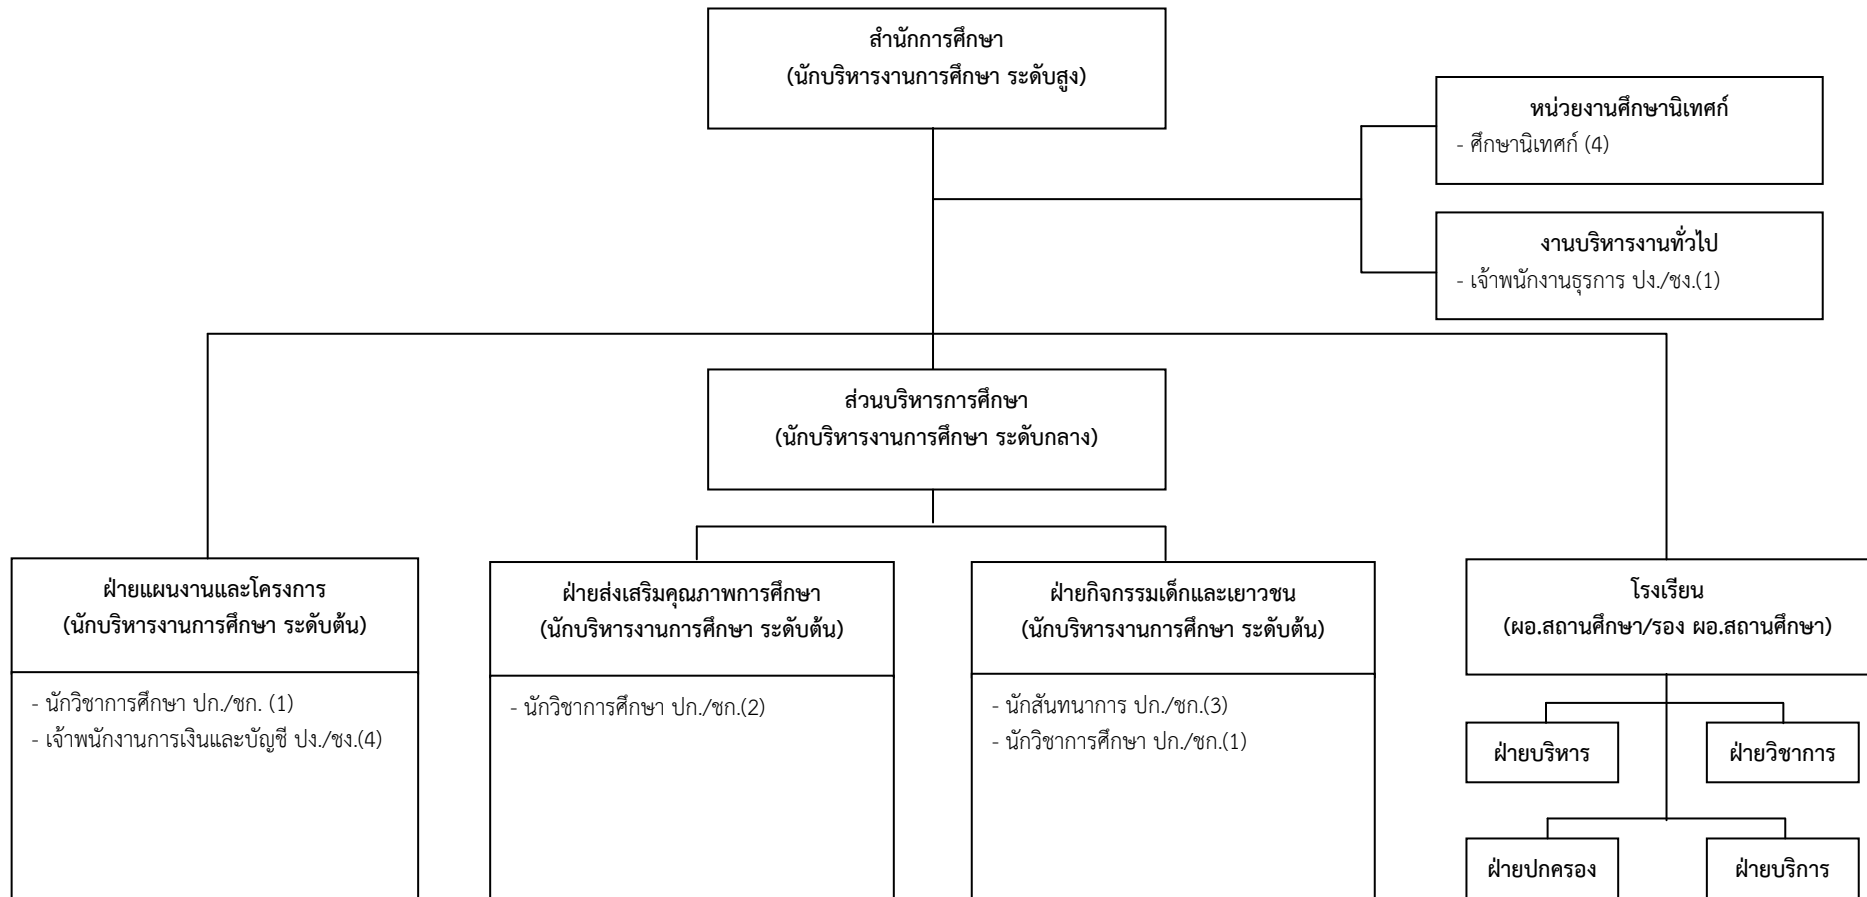 สำนักการศึกษา
(นักบริหารงานการศึกษา ระดับสูง)
หน่วยงานศึกษานิเทศก์
- ศึกษานิเทศก์ (4)
งานบริหารงานทั่วไป
- เจ้าพนักงานธุรการ ปง./ชง.(1)
ส่วนบริหารการศึกษา
(นักบริหารงานการศึกษา ระดับกลาง)
ฝ่ายแผนงานและโครงการ
(นักบริหารงานการศึกษา ระดับต้น)
- นักวิชาการศึกษา ปก./ชก. (1)
- เจ้าพนักงานการเงินและบัญชี ปง./ชง.(4)
ฝ่ายส่งเสริมคุณภาพการศึกษา
(นักบริหารงานการศึกษา ระดับต้น)
- นักวิชาการศึกษา ปก./ชก.(2)
ฝ่ายกิจกรรมเด็กและเยาวชน
(นักบริหารงานการศึกษา ระดับต้น)
- นักสันทนาการ ปก./ชก.(3)
- นักวิชาการศึกษา ปก./ชก.(1)
โรงเรียน
(ผอ.สถานศึกษา/รอง ผอ.สถานศึกษา)
ฝ่ายบริหาร
ฝ่ายวิชาการ
ฝ่ายปกครอง
ฝ่ายบริการ